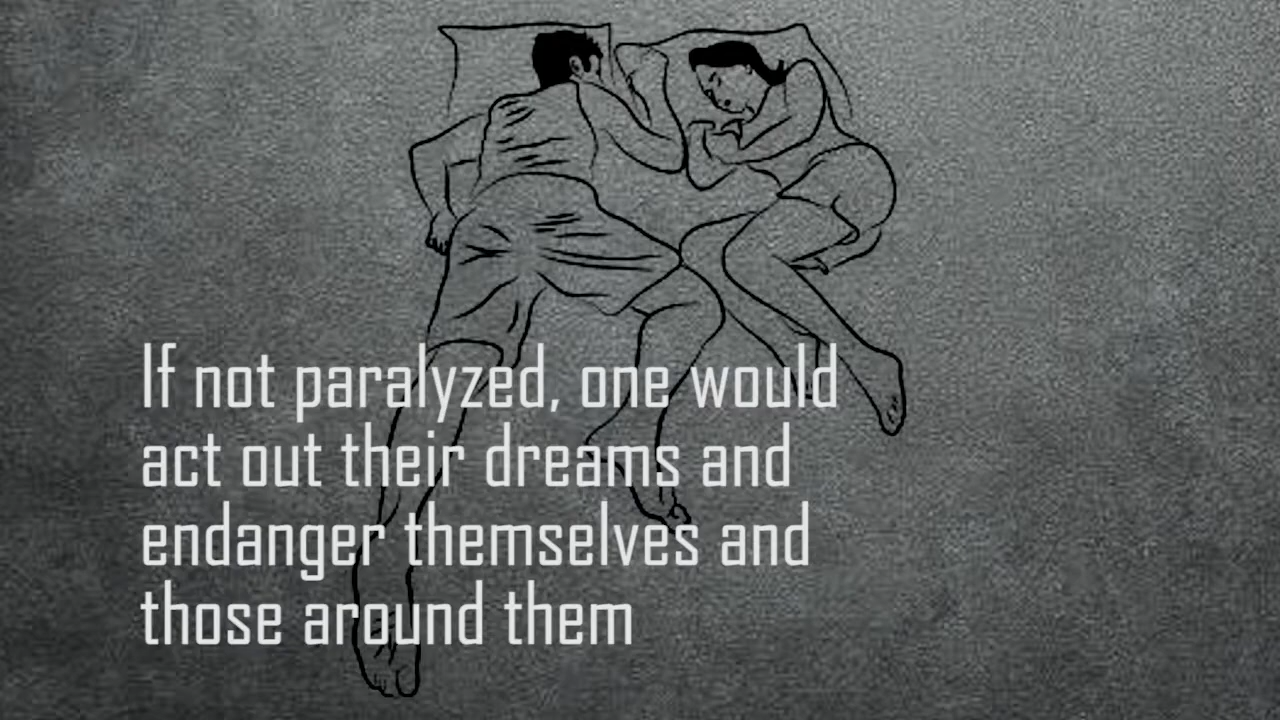 If not paralyzed, one would
act out their dreams and
endanger themselves and
those around them